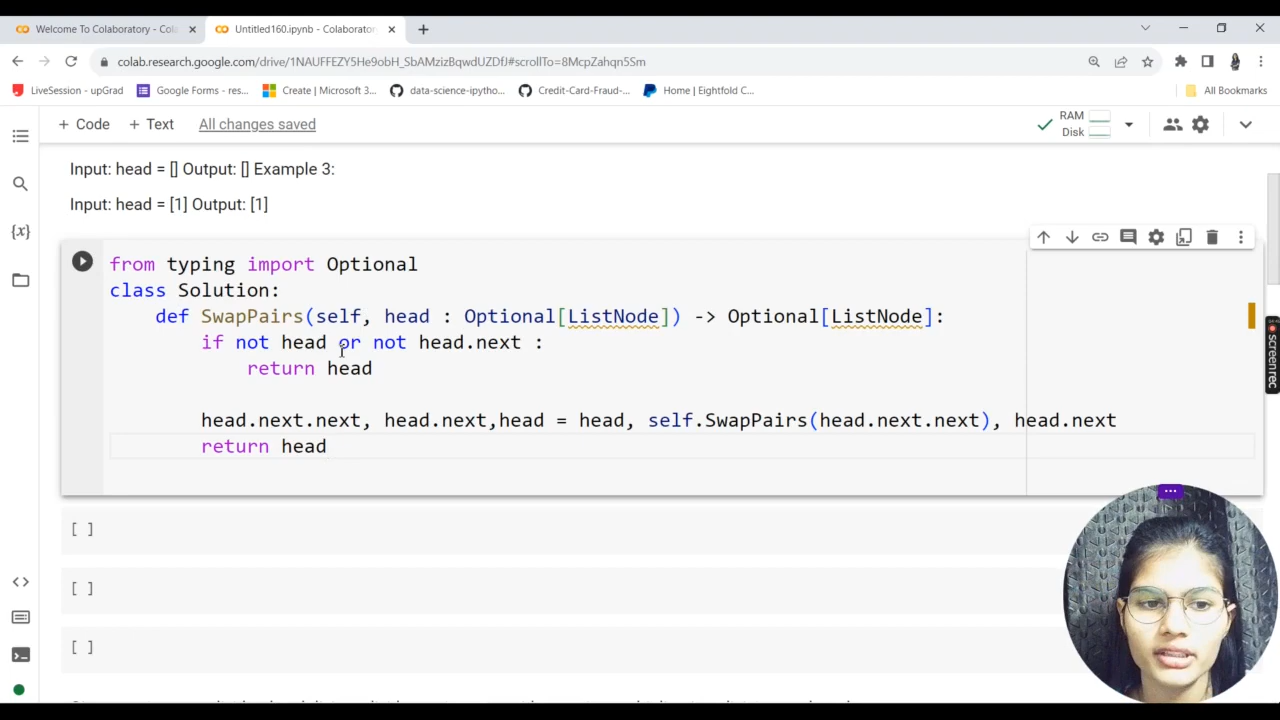 Welcome To Colaboratory - Col
Untitled160.ipynb - Colaborator
colab.research.google.com/drive/1NAUFFEZY5He9obH_SbAMzizBqwdUZDfJ#scrollTo=8McpZahqn5Sm
LiveSession - upGrad
Google Forms - res...
Create | Microsoft 3...
data-science-ipytho...
Credit-Card-Fraud-...
Home | Eightfold C...
All Bookmarks
+ Code + Text All changes saved
RAM
Disk
Input: head = [] Output: [] Example 3:
Input: head = [1] Output: [1]
from typing import Optional
class Solution:
def SwapPairs(self, head : Optional[ListNode]) -> Optional[ListNode]:
if not head or not head.next :
return head
head.next.next, head.next,head = head, self.SwapPairs(head.next.next), head.next
return head
[ ]
[ ]
[ ]
screenrec